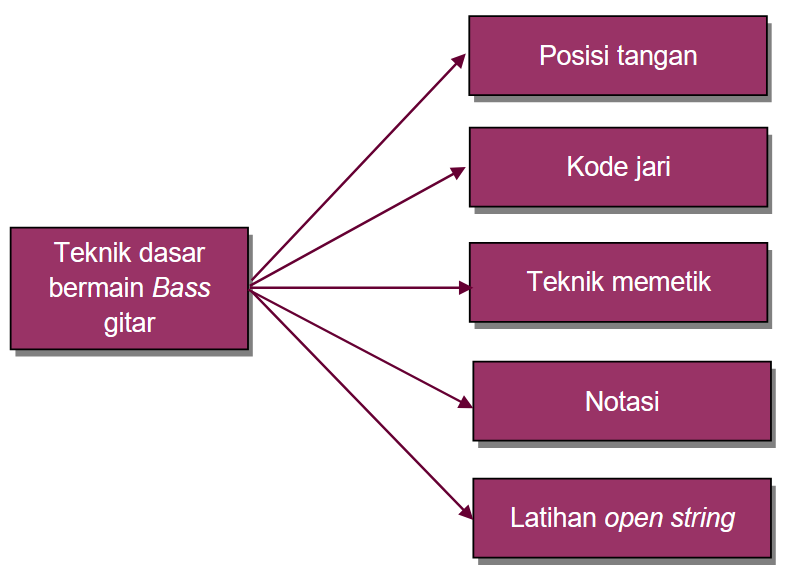 Posisi tangan
Kode jari
Teknik dasar
bermain Bass
gitar
Teknik memetik
Notasi
Latihan open string